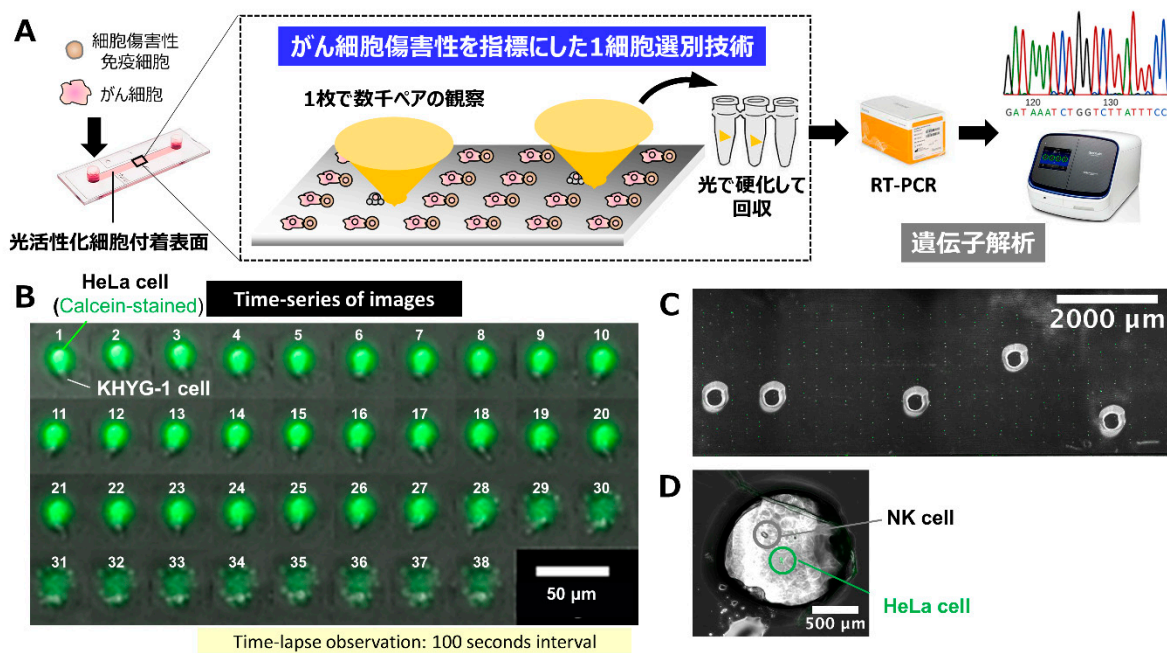 A
細胞傷害性
免疫細胞
がん細胞
光活性化細胞付着表面
がん細胞傷害性を指標にした1細胞選別技術
1枚で数千ペアの観察
光で硬化して
回収
RT-PCR
120 130
GATAAATCTGGTCTTATTTCC
遺伝子解析
B
HeLa cell
(Calcein-stained)
Time-series of images
1 2 3 4 5 6 7 8 9 10
KHYG-1 cell
11 12 13 14 15 16 17 18 19 20
21 22 23 24 25 26 27 28 29 30
31 32 33 34 35 36 37 38
50 µm
Time-lapse observation: 100 seconds interval
C
2000 µm
D
NK cell
HeLa cell
500 µm